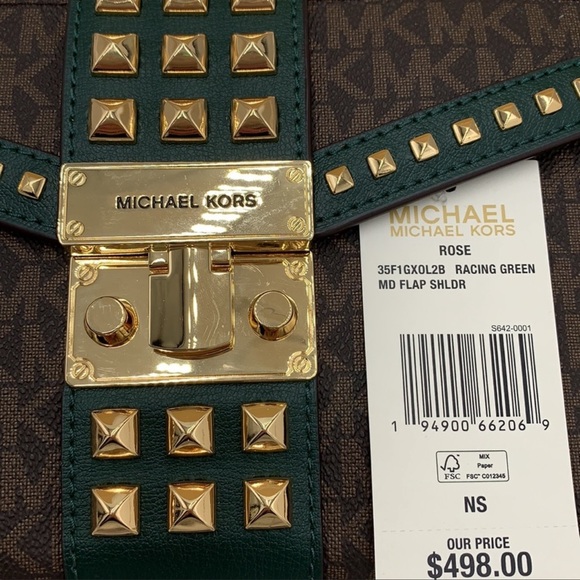 MICHAEL KORS
MICHAEL
MICHAEL KORS
ROSE
35F1GXOL2B RACING GREEN
MD FLAP SHLDR
S642-0001
1 94900 66206 9
FSC
MIX
Paper
FSC® C012345
NS
OUR PRICE
$498.00